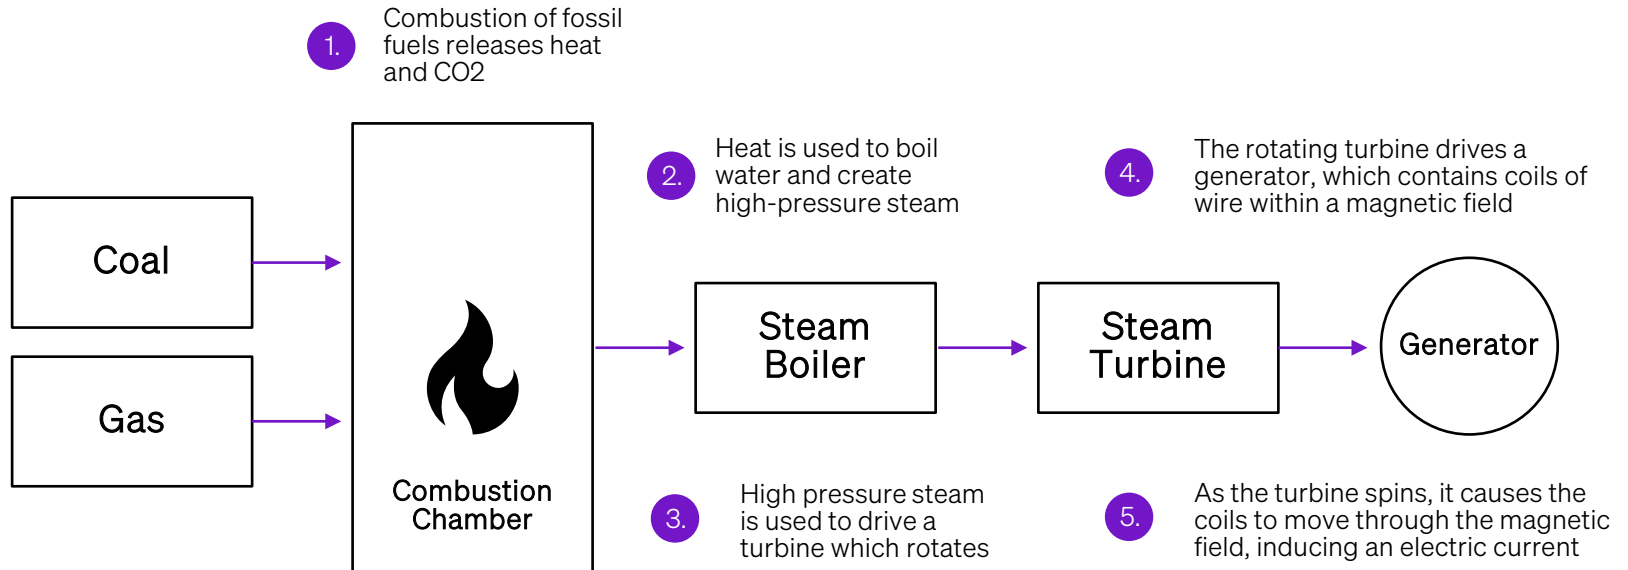 1.
Combustion of fossil
fuels releases heat
and CO2
2.
Heat is used to boil
water and create
high-pressure steam
4.
The rotating turbine drives a
generator, which contains coils of
wire within a magnetic field
Coal
Gas
Combustion
Chamber
Steam
Boiler
Steam
Turbine
Generator
3.
High pressure steam
is used to drive a
turbine which rotates
5.
As the turbine spins, it causes the
coils to move through the magnetic
field, inducing an electric current